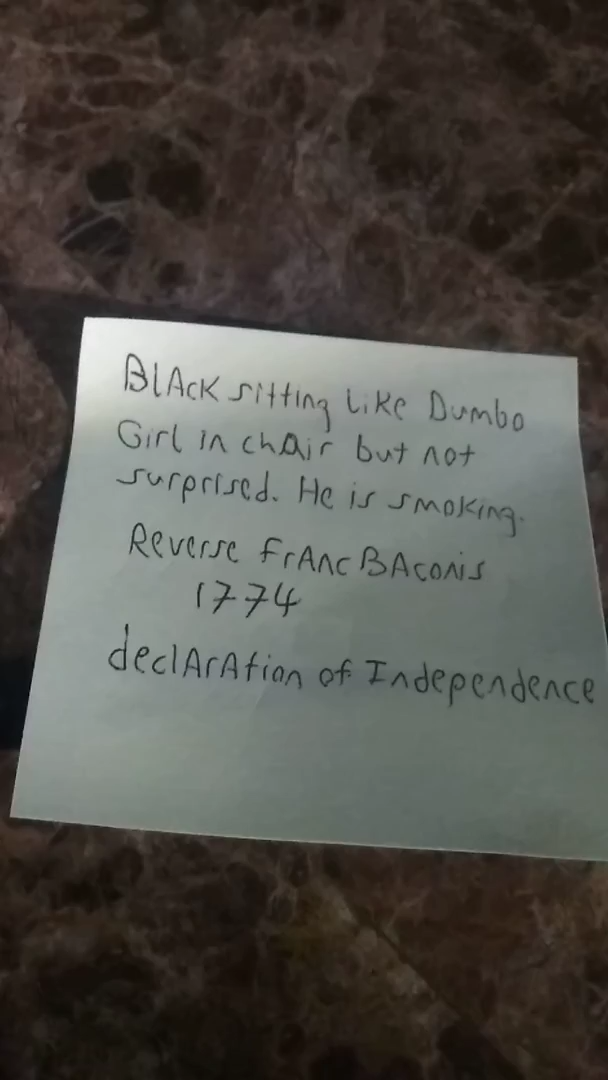 BlAck sitting like Dumbo
Girl in chair but not
surprised. He is smoking.
Reverse FrAnc BAconis
1774
declArAtion of Independence